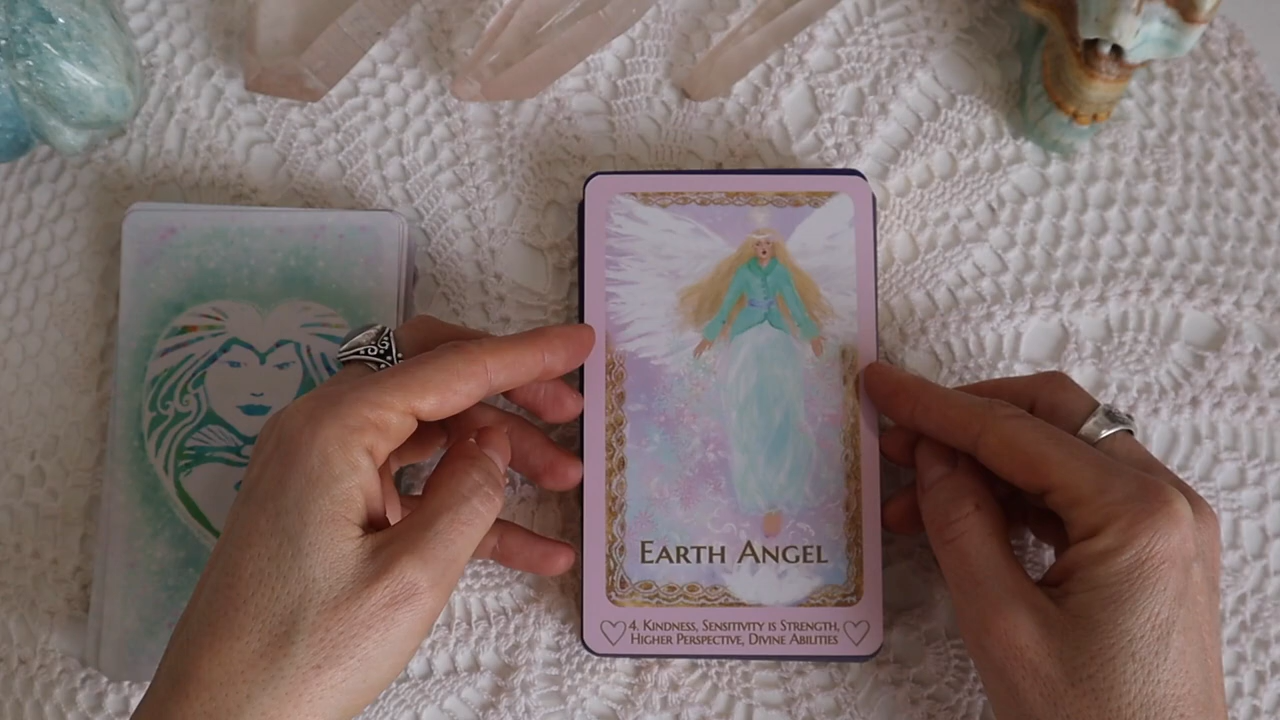 Earth Angel
4. Kindness, Sensitivity is Strength,
Higher Perspective, Divine Abilities